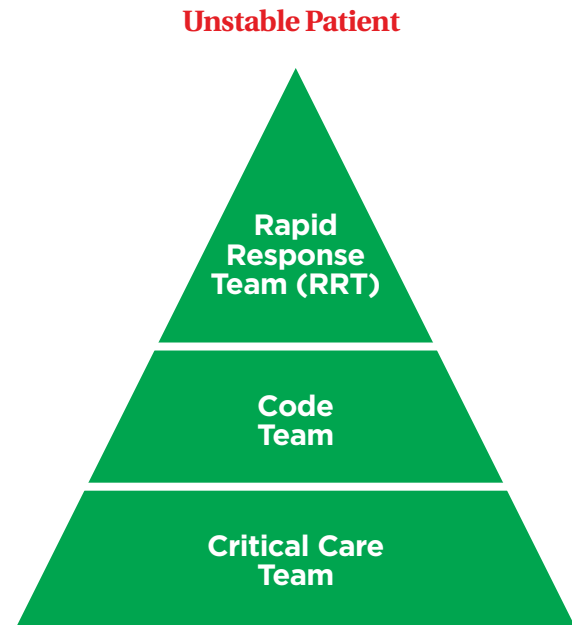 Unstable Patient
Rapid
Response
Team (RRT)
Code
Team
Critical Care
Team